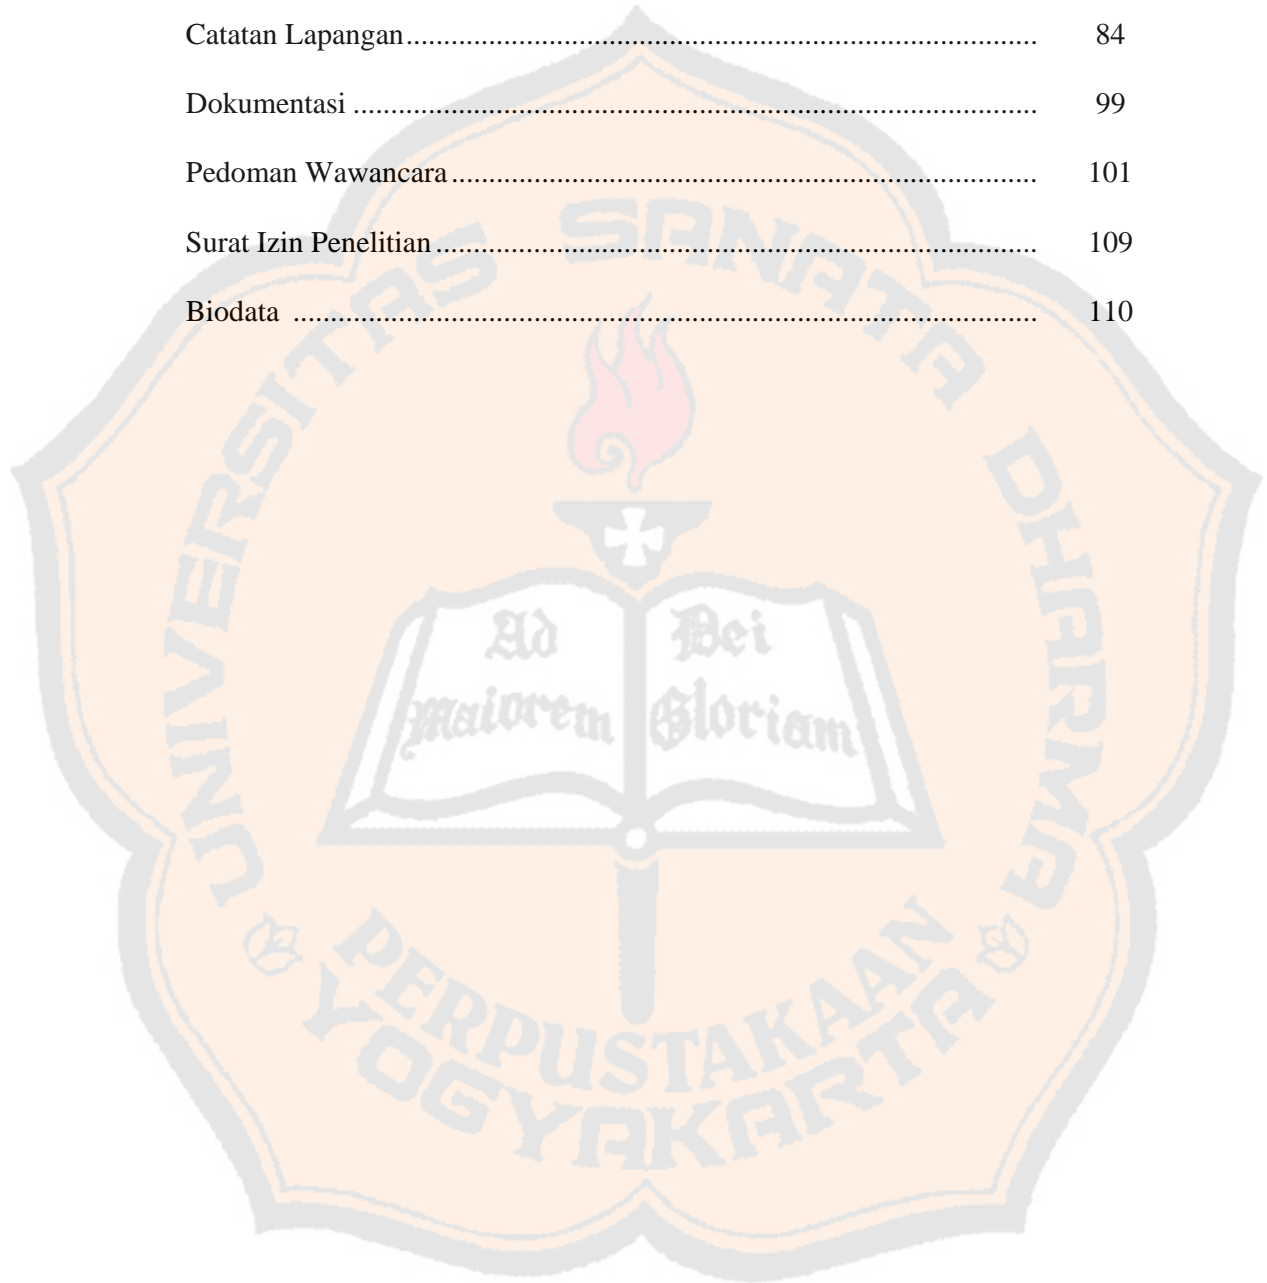 Catatan Lapangan..................................................................................... 84
Dokumentasi ............................................................................................ 99
Pedoman Wawancara............................................................................... 101
Surat Izin Penelitian................................................................................. 109
Biodata .................................................................................................... 110
UNIVERSITAS SANATA DHARMA
Ad Dei
maiorem Gloriam
PERPUSTAKAAN
YOGYAKARTA